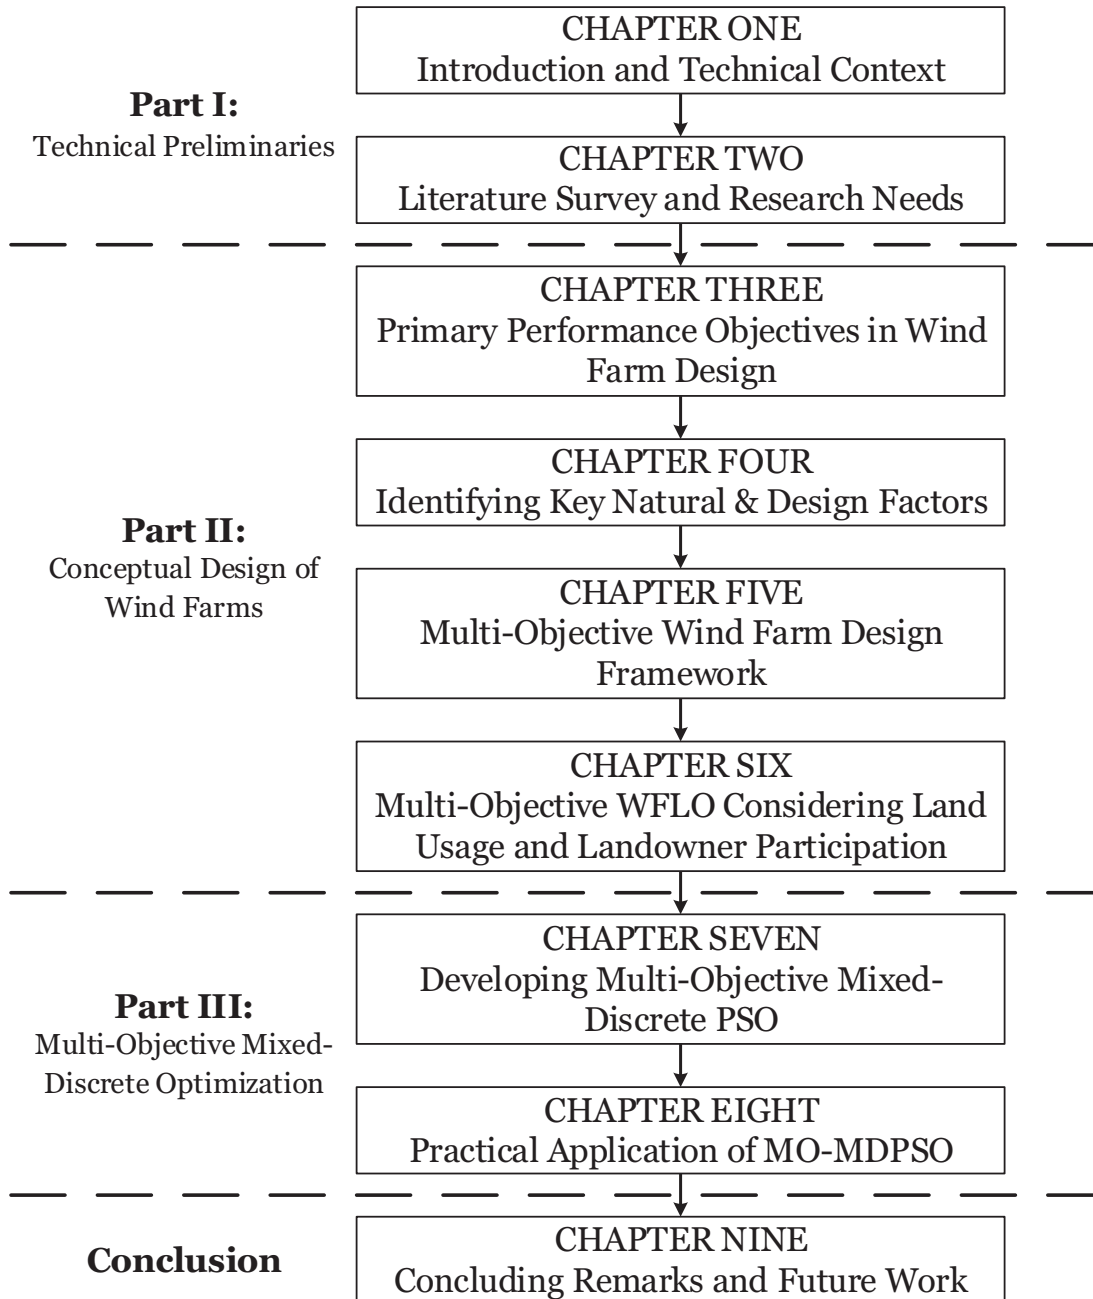 CHAPTER ONE
Introduction and Technical Context
Part I:
Technical Preliminaries
CHAPTER TWO
Literature Survey and Research Needs
CHAPTER THREE
Primary Performance Objectives in Wind
Farm Design
CHAPTER FOUR
Identifying Key Natural & Design Factors
Part II:
Conceptual Design of
Wind Farms
CHAPTER FIVE
Multi-Objective Wind Farm Design
Framework
CHAPTER SIX
Multi-Objective WFLO Considering Land
Usage and Landowner Participation
CHAPTER SEVEN
Developing Multi-Objective Mixed-
Discrete PSO
Part III:
Multi-Objective Mixed-
Discrete Optimization
CHAPTER EIGHT
Practical Application of MO-MDPSO
Conclusion
CHAPTER NINE
Concluding Remarks and Future Work